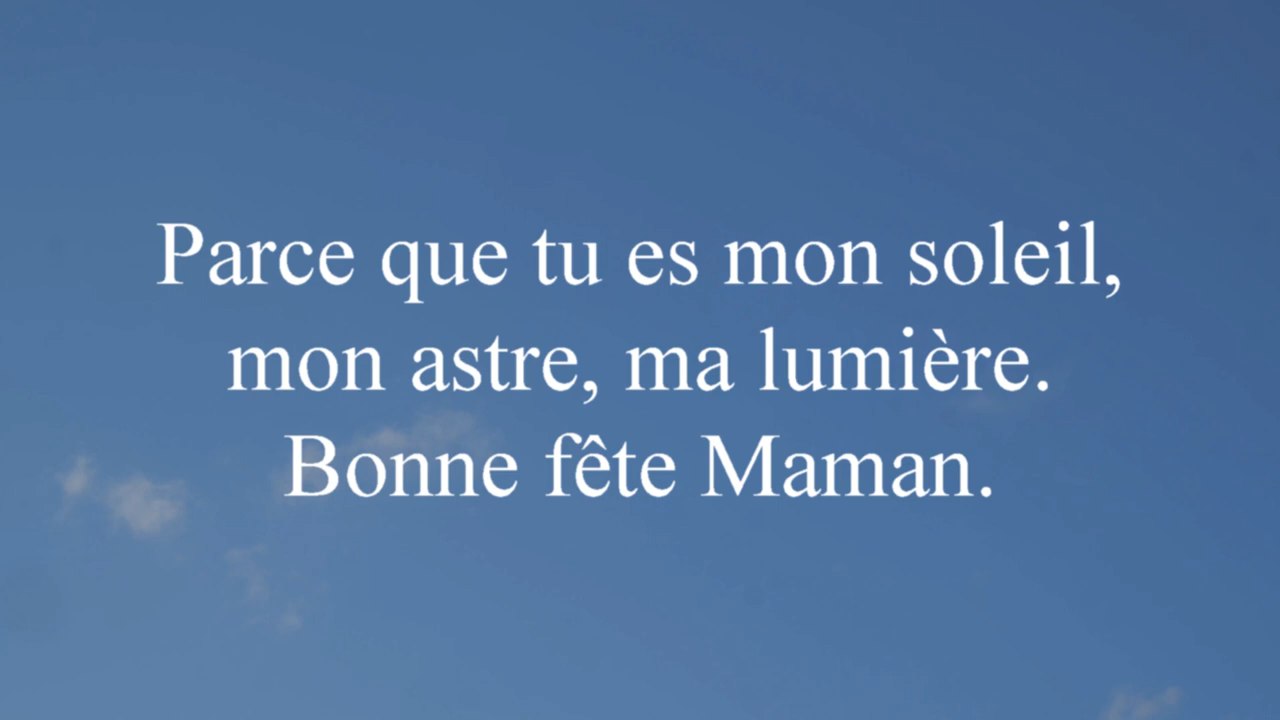 Parce que tu es mon soleil,
mon astre, ma lumière.
Bonne fête Maman.